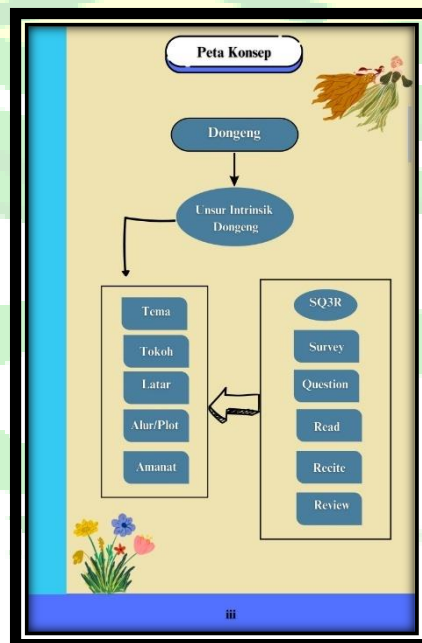 Peta Konsep
Dongeng
Unsur Intrinsik
Dongeng
Tema
Tokoh
Latar
Alur/Plot
Amanat
SQ3R
Survey
Question
Read
Recite
Review
iii